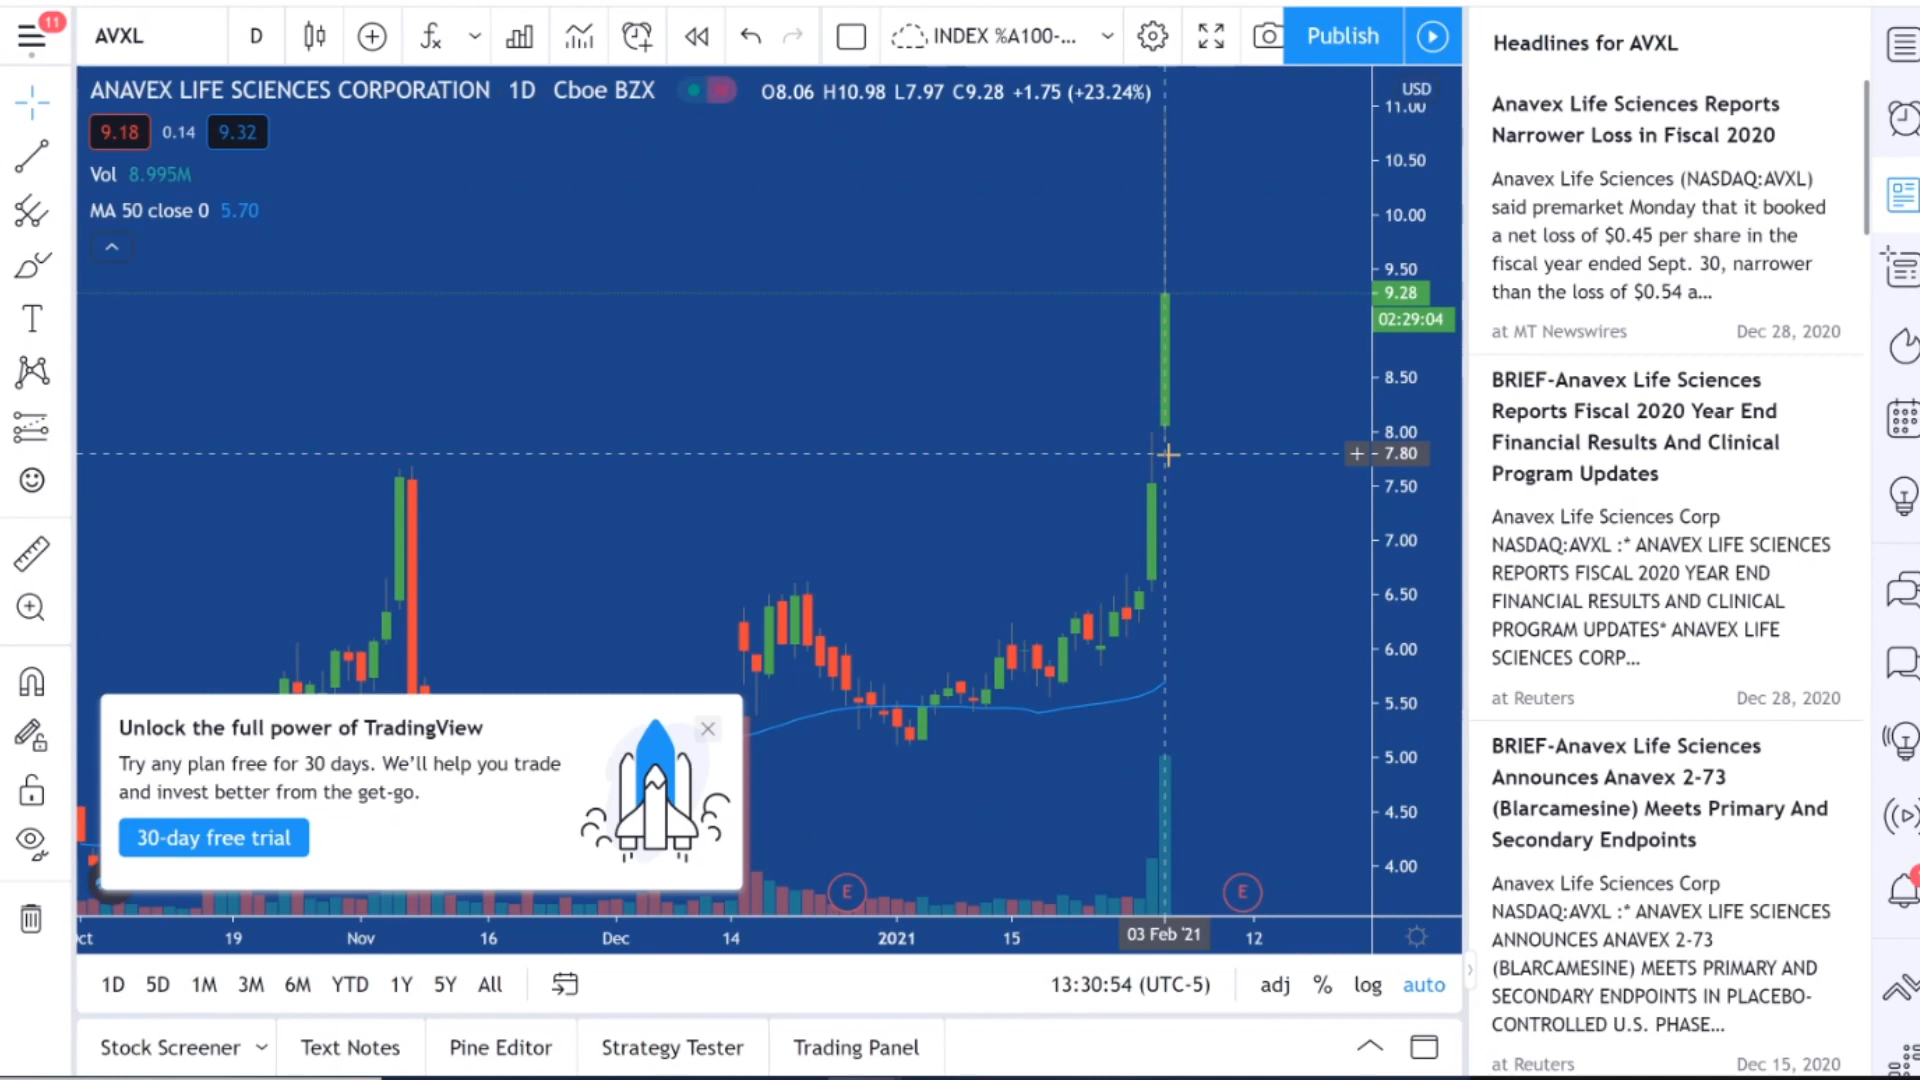 11
AVXL
D
fx
INDEX %A100-...
Publish
ANAVEX LIFE SCIENCES CORPORATION 1D Cboe BZX
O8.06 H10.98 L7.97 C9.28 +1.75 (+23.24%)
9.18 0.14 9.32
Vol 8.995M
MA 50 close 0 5.70
USD
11.00
10.50
10.00
9.50
9.28
02:29:04
8.50
8.00
+ 7.80
7.50
7.00
6.50
6.00
5.50
5.00
4.50
4.00
Unlock the full power of TradingView
Try any plan free for 30 days. We'll help you trade
and invest better from the get-go.
30-day free trial
E
E
ct 19 Nov 16 Dec 14 2021 15 03 Feb '21 12
1D 5D 1M 3M 6M YTD 1Y 5Y All
13:30:54 (UTC-5) adj % log auto
Stock Screener Text Notes Pine Editor Strategy Tester Trading Panel
Headlines for AVXL
Anavex Life Sciences Reports
Narrower Loss in Fiscal 2020
Anavex Life Sciences (NASDAQ:AVXL)
said premarket Monday that it booked
a net loss of $0.45 per share in the
fiscal year ended Sept. 30, narrower
than the loss of $0.54 a...
at MT Newswires Dec 28, 2020
BRIEF-Anavex Life Sciences
Reports Fiscal 2020 Year End
Financial Results And Clinical
Program Updates
Anavex Life Sciences Corp
NASDAQ:AVXL :* ANAVEX LIFE SCIENCES
REPORTS FISCAL 2020 YEAR END
FINANCIAL RESULTS AND CLINICAL
PROGRAM UPDATES* ANAVEX LIFE
SCIENCES CORP...
at Reuters Dec 28, 2020
BRIEF-Anavex Life Sciences
Announces Anavex 2-73
(Blarcamesine) Meets Primary And
Secondary Endpoints
Anavex Life Sciences Corp
NASDAQ:AVXL :* ANAVEX LIFE SCIENCES
ANNOUNCES ANAVEX 2-73
(BLARCAMESINE) MEETS PRIMARY AND
SECONDARY ENDPOINTS IN PLACEBO-
CONTROLLED U.S. PHASE...
at Reuters Dec 15, 2020